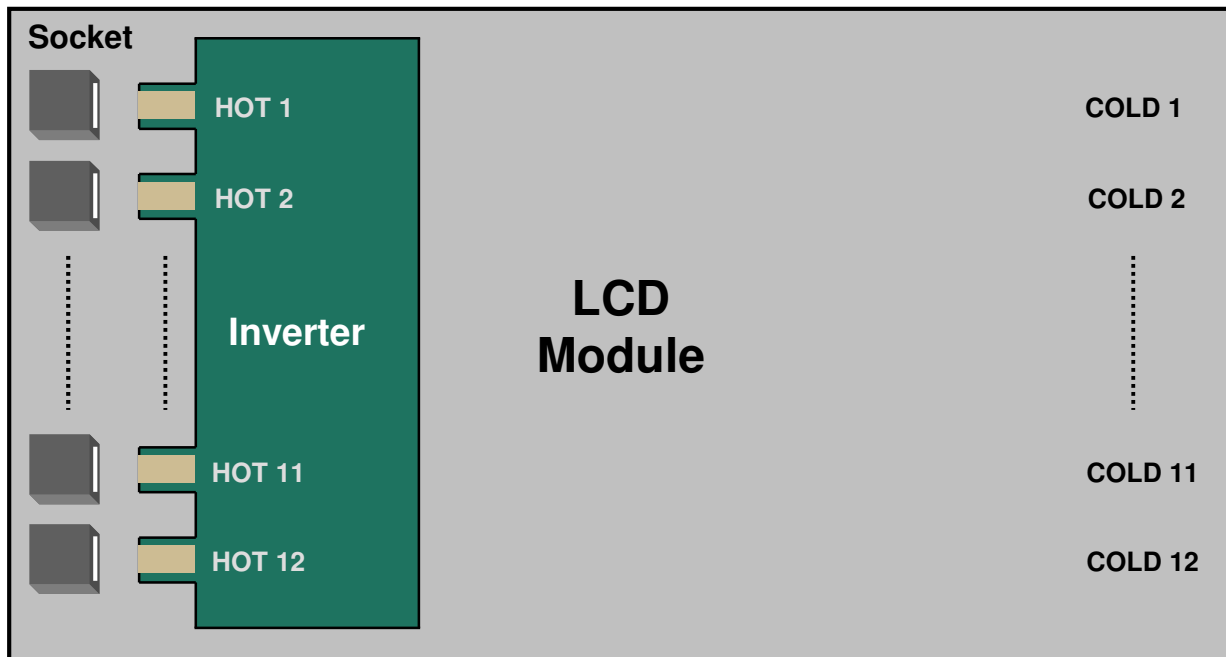 Socket
HOT 1
COLD 1
HOT 2
COLD 2
Inverter
LCD
Module
HOT 11
COLD 11
HOT 12
COLD 12